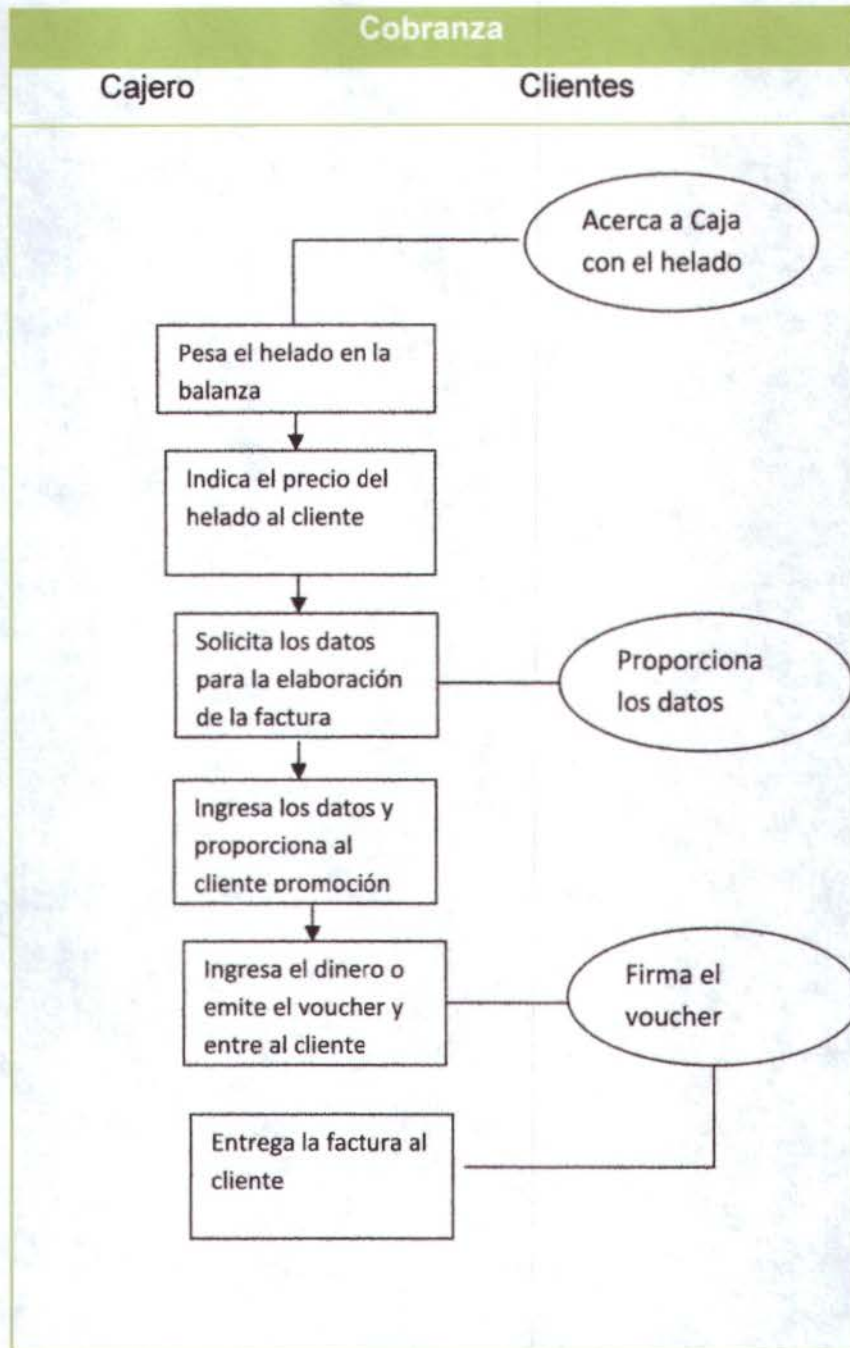 Cobranza
Cajero Clientes
Acerca a Caja
con el helado
Pesa el helado en la
balanza
Indica el precio del
helado al cliente
Solicita los datos
para la elaboración
de la factura
Proporciona
los datos
Ingresa los datos y
proporciona al
cliente promoción
Ingresa el dinero o
emite el voucher y
entre al cliente
Firma el
voucher
Entrega la factura al
cliente